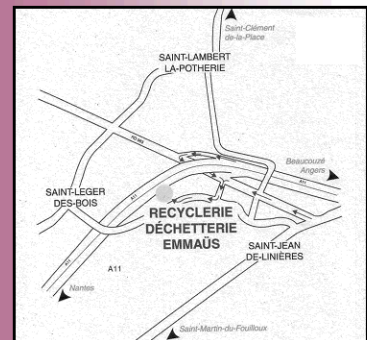 Saint-Clément
de-la-Place
SAINT-LAMBERT
LA-POTHERIE
Beaucouzé
Angers
SAINT-LEGER
DES-BOIS
A11
RECYCLERIE
DÉCHETTERIE
EMMAÜS
SAINT-JEAN
DE-LINIÈRES
A11
Nantes
Saint-Martin-du-Fouilloux